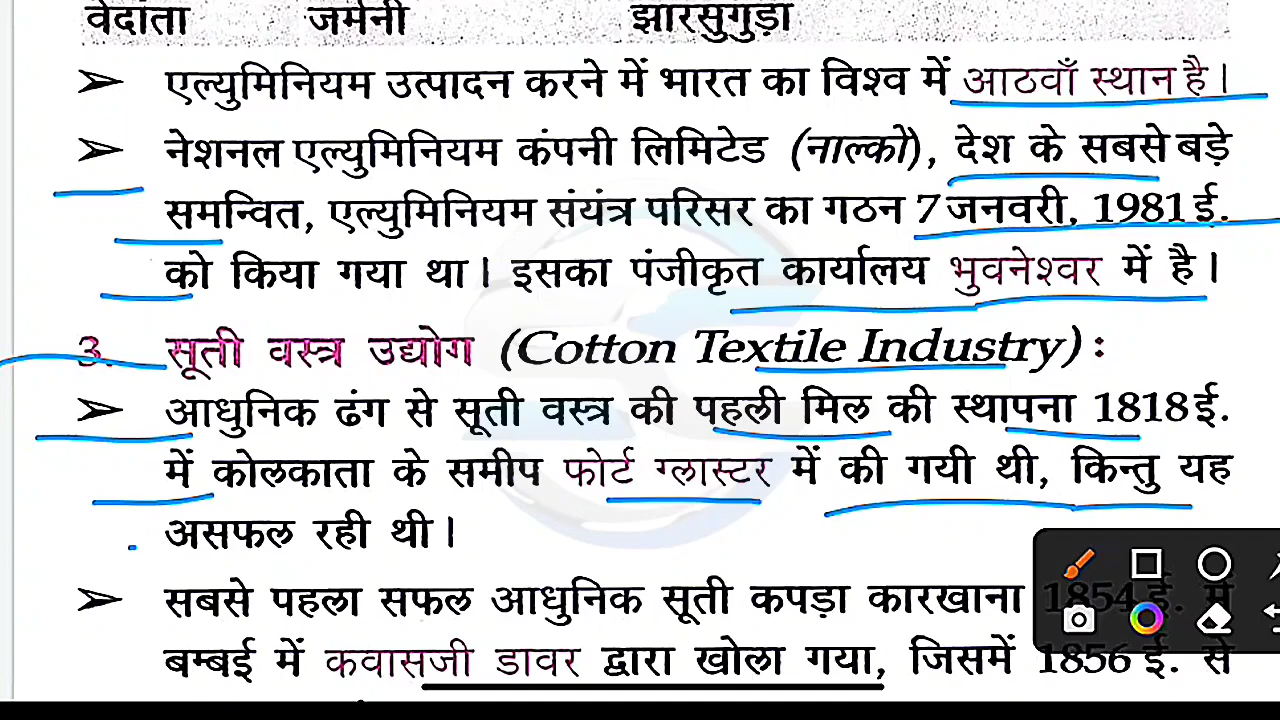 वेदांता जर्मनी झारसुगुड़ा
➢ एल्युमिनियम उत्पादन करने में भारत का विश्व में आठवाँ स्थान है।
➢ नेशनल एल्युमिनियम कंपनी लिमिटेड (नाल्को), देश के सबसे बड़े
समन्वित, एल्युमिनियम संयंत्र परिसर का गठन 7 जनवरी, 1981 ई.
को किया गया था। इसका पंजीकृत कार्यालय भुवनेश्वर में है।
3. सूती वस्त्र उद्योग (Cotton Textile Industry) :
➢ आधुनिक ढंग से सूती वस्त्र की पहली मिल की स्थापना 1818 ई.
में कोलकाता के समीप फोर्ट ग्लास्टर में की गयी थी, किन्तु यह
असफल रही थी।
➢ सबसे पहला सफल आधुनिक सूती कपड़ा कारखाना 1854 ई. में
बम्बई में कवासजी डावर द्वारा खोला गया, जिसमें 1856 ई. से